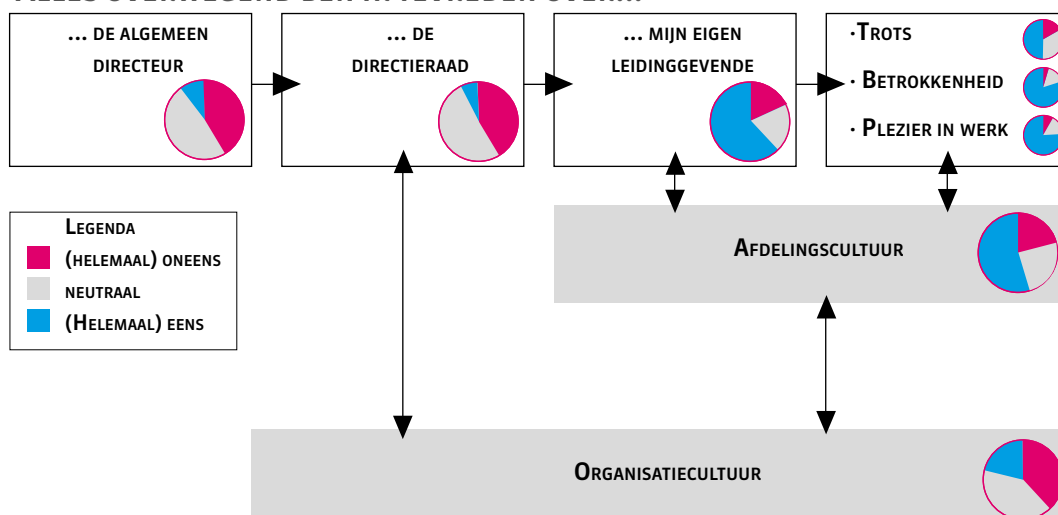 ... de algemeen
directeur
... de
directieraad
... mijn eigen
leidinggevende
·Trots
· Betrokkenheid
· Plezier in werk
Legenda
(helemaal) oneens
neutraal
(Helemaal) eens
Afdelingscultuur
Organisatiecultuur